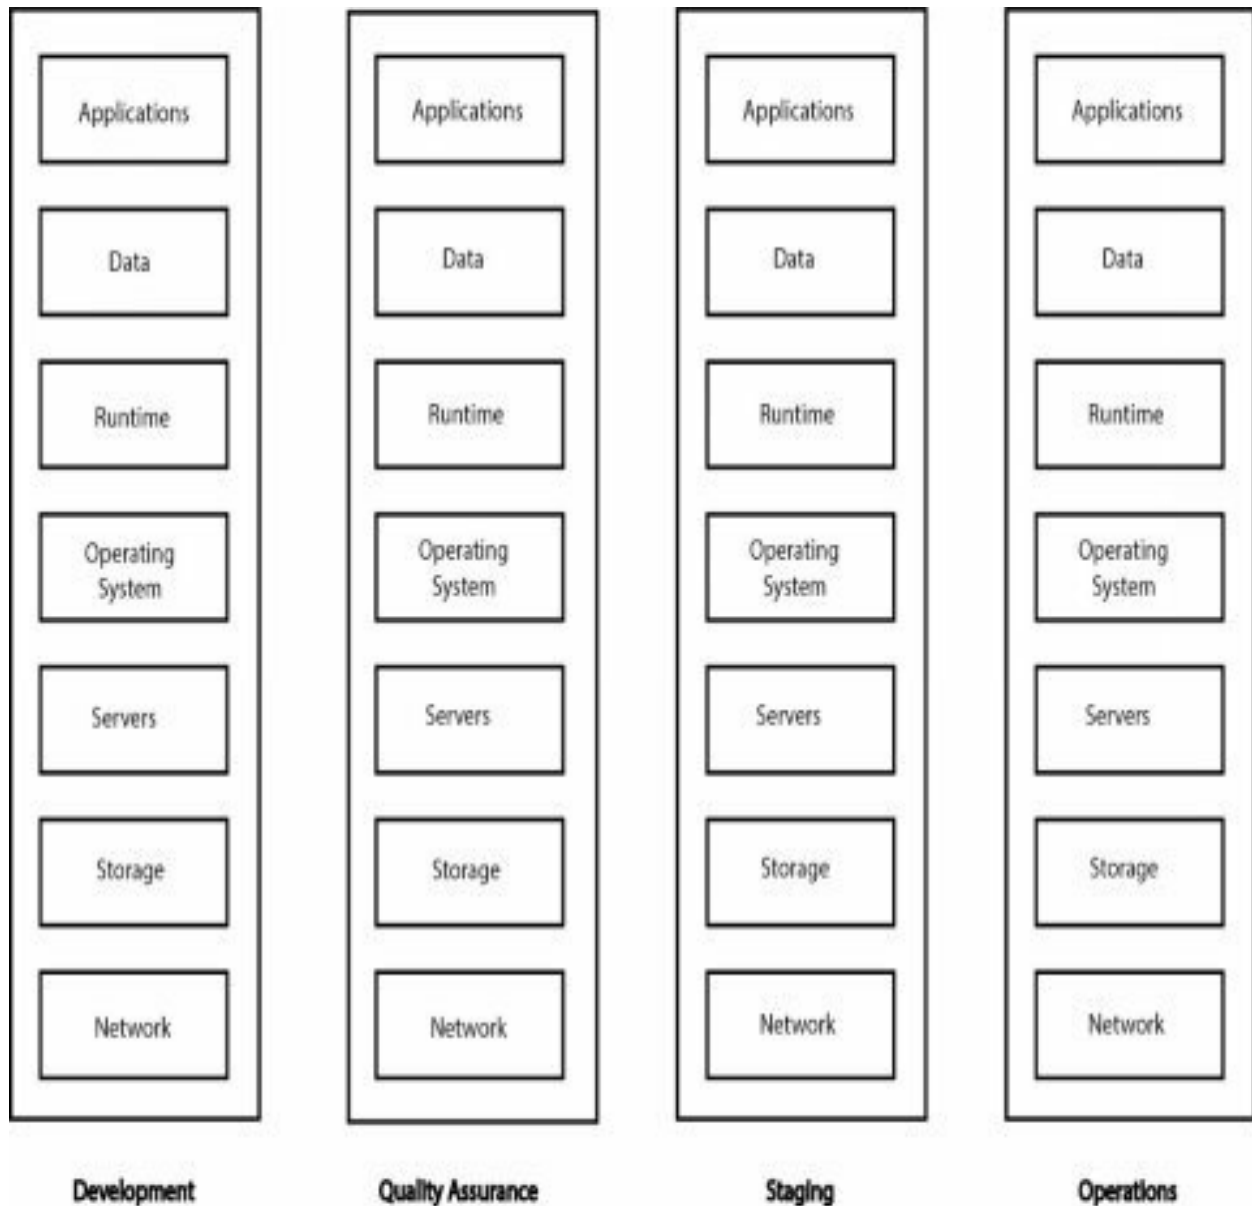 Applications
Data
Runtime
Operating
System
Servers
Storage
Network
Development
Applications
Data
Runtime
Operating
System
Servers
Storage
Network
Quality Assurance
Applications
Data
Runtime
Operating
System
Servers
Storage
Network
Staging
Applications
Data
Runtime
Operating
System
Servers
Storage
Network
Operations